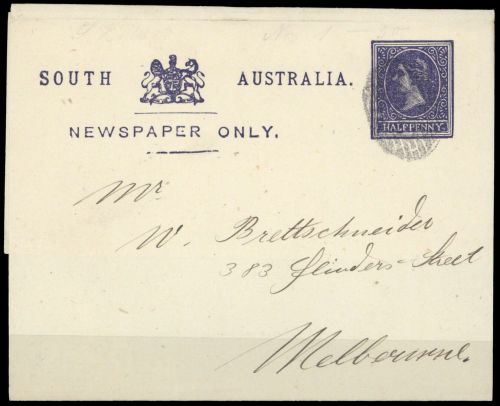 SOUTH AUSTRALIA.
HALFPENNY
NEWSPAPER ONLY.
Mr
W. Brettschneider
383 Flinders-Street
Melbourne.